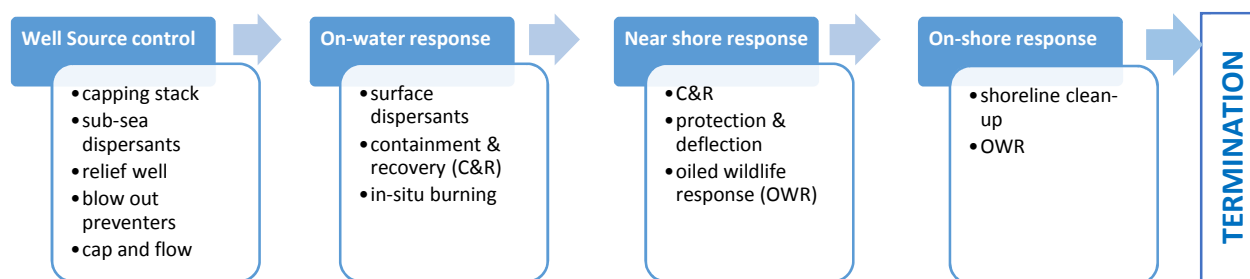 Well Source control
• capping stack
• sub-sea
dispersants
• relief well
• blow out
preventers
• cap and flow
On-water response
• surface
dispersants
• containment &
recovery (C&R)
• in-situ burning
Near shore response
• C&R
• protection &
deflection
• oiled wildlife
response (OWR)
On-shore response
• shoreline clean-
up
• OWR
TERMINATION